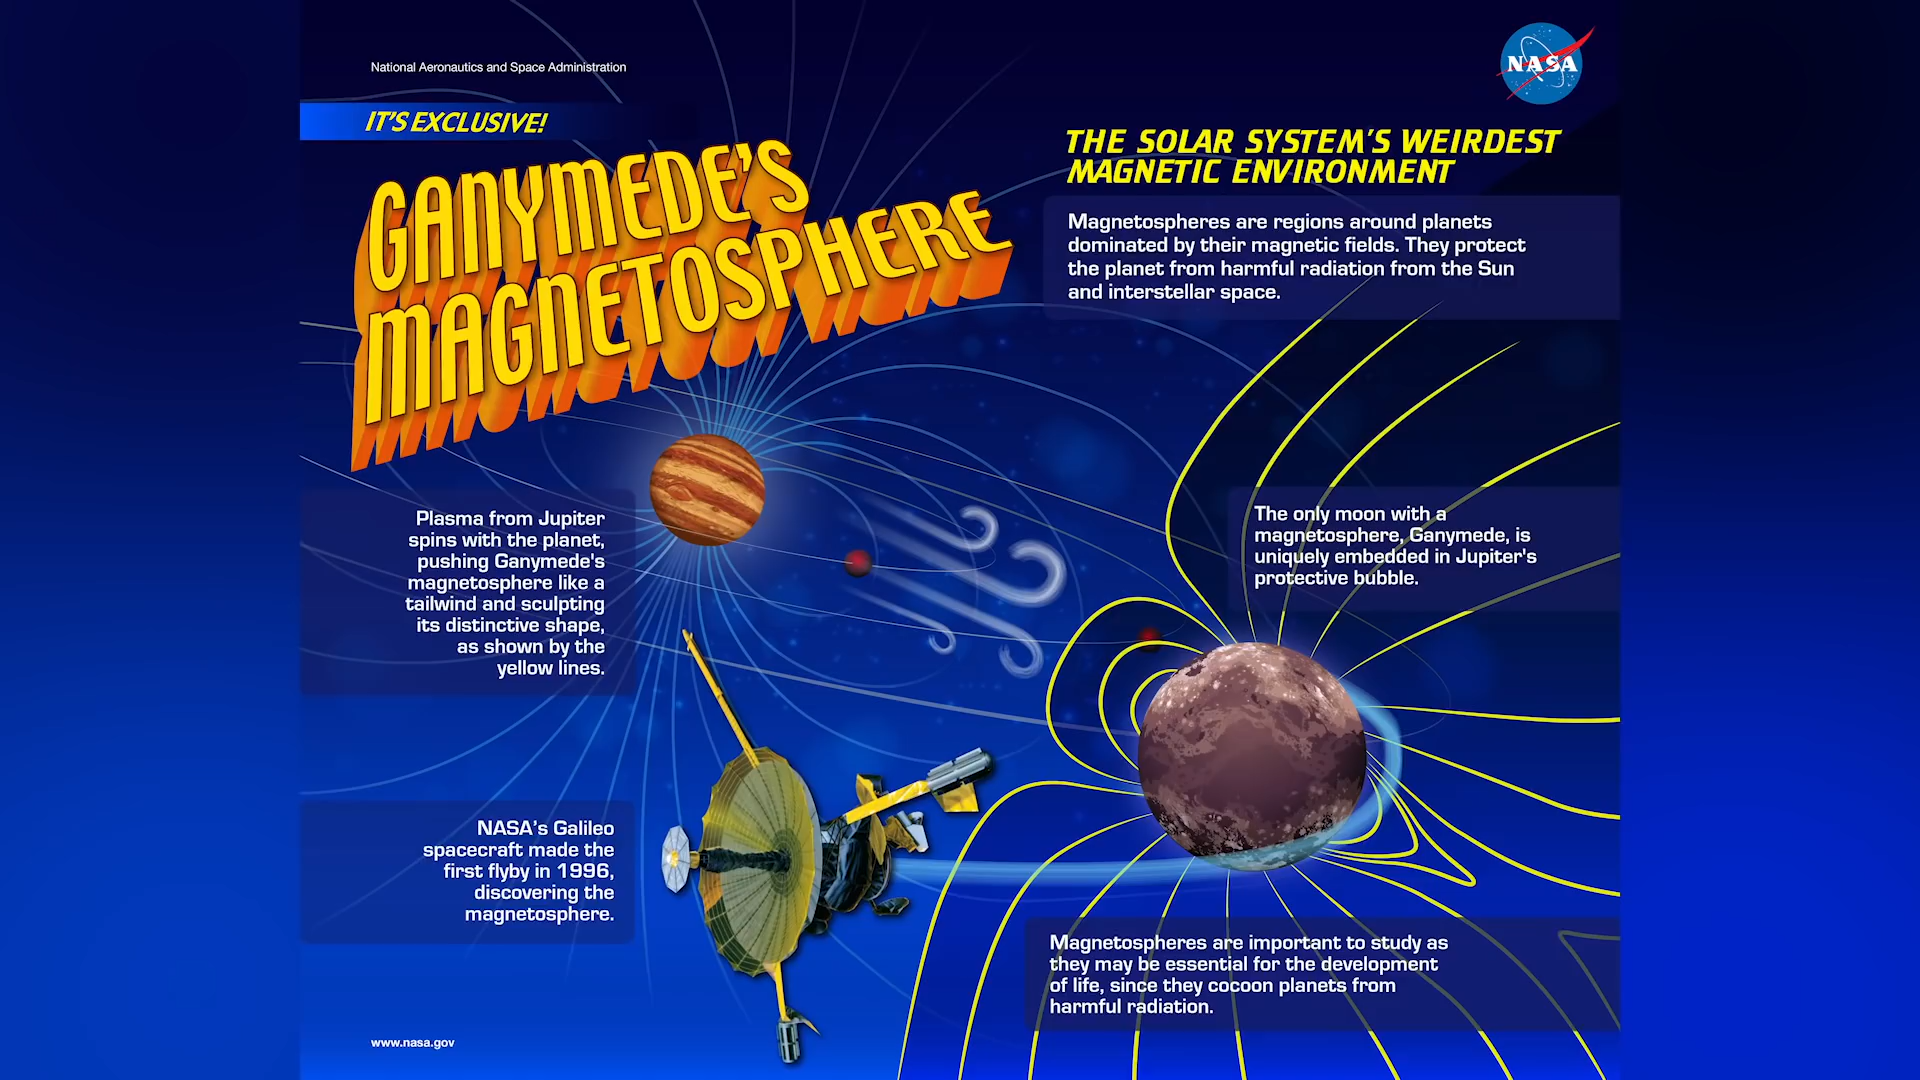 National Aeronautics and Space Administration
NASA
IT'S EXCLUSIVE!
GANYMEDE'S
MAGNETOSPHERE
THE SOLAR SYSTEM'S WEIRDEST
MAGNETIC ENVIRONMENT
Magnetospheres are regions around planets
dominated by their magnetic fields. They protect
the planet from harmful radiation from the Sun
and interstellar space.
Plasma from Jupiter
spins with the planet,
pushing Ganymede's
magnetosphere like a
tailwind and sculpting
its distinctive shape,
as shown by the
yellow lines.
The only moon with a
magnetosphere, Ganymede, is
uniquely embedded in Jupiter's
protective bubble.
NASA's Galileo
spacecraft made the
first flyby in 1996,
discovering the
magnetosphere.
Magnetospheres are important to study as
they may be essential for the development
of life, since they cocoon planets from
harmful radiation.
www.nasa.gov